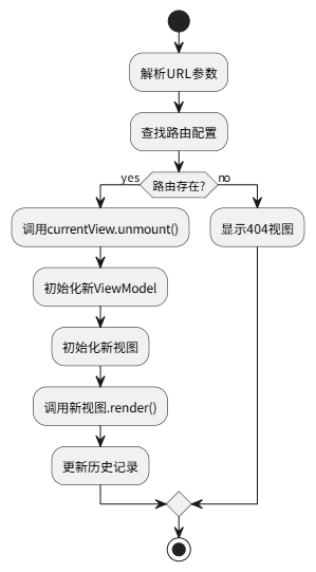 解析URL参数
查找路由配置
yes
路由存在?
no
调用currentView.unmount()
显示404视图
初始化新ViewModel
初始化新视图
调用新视图.render()
更新历史记录